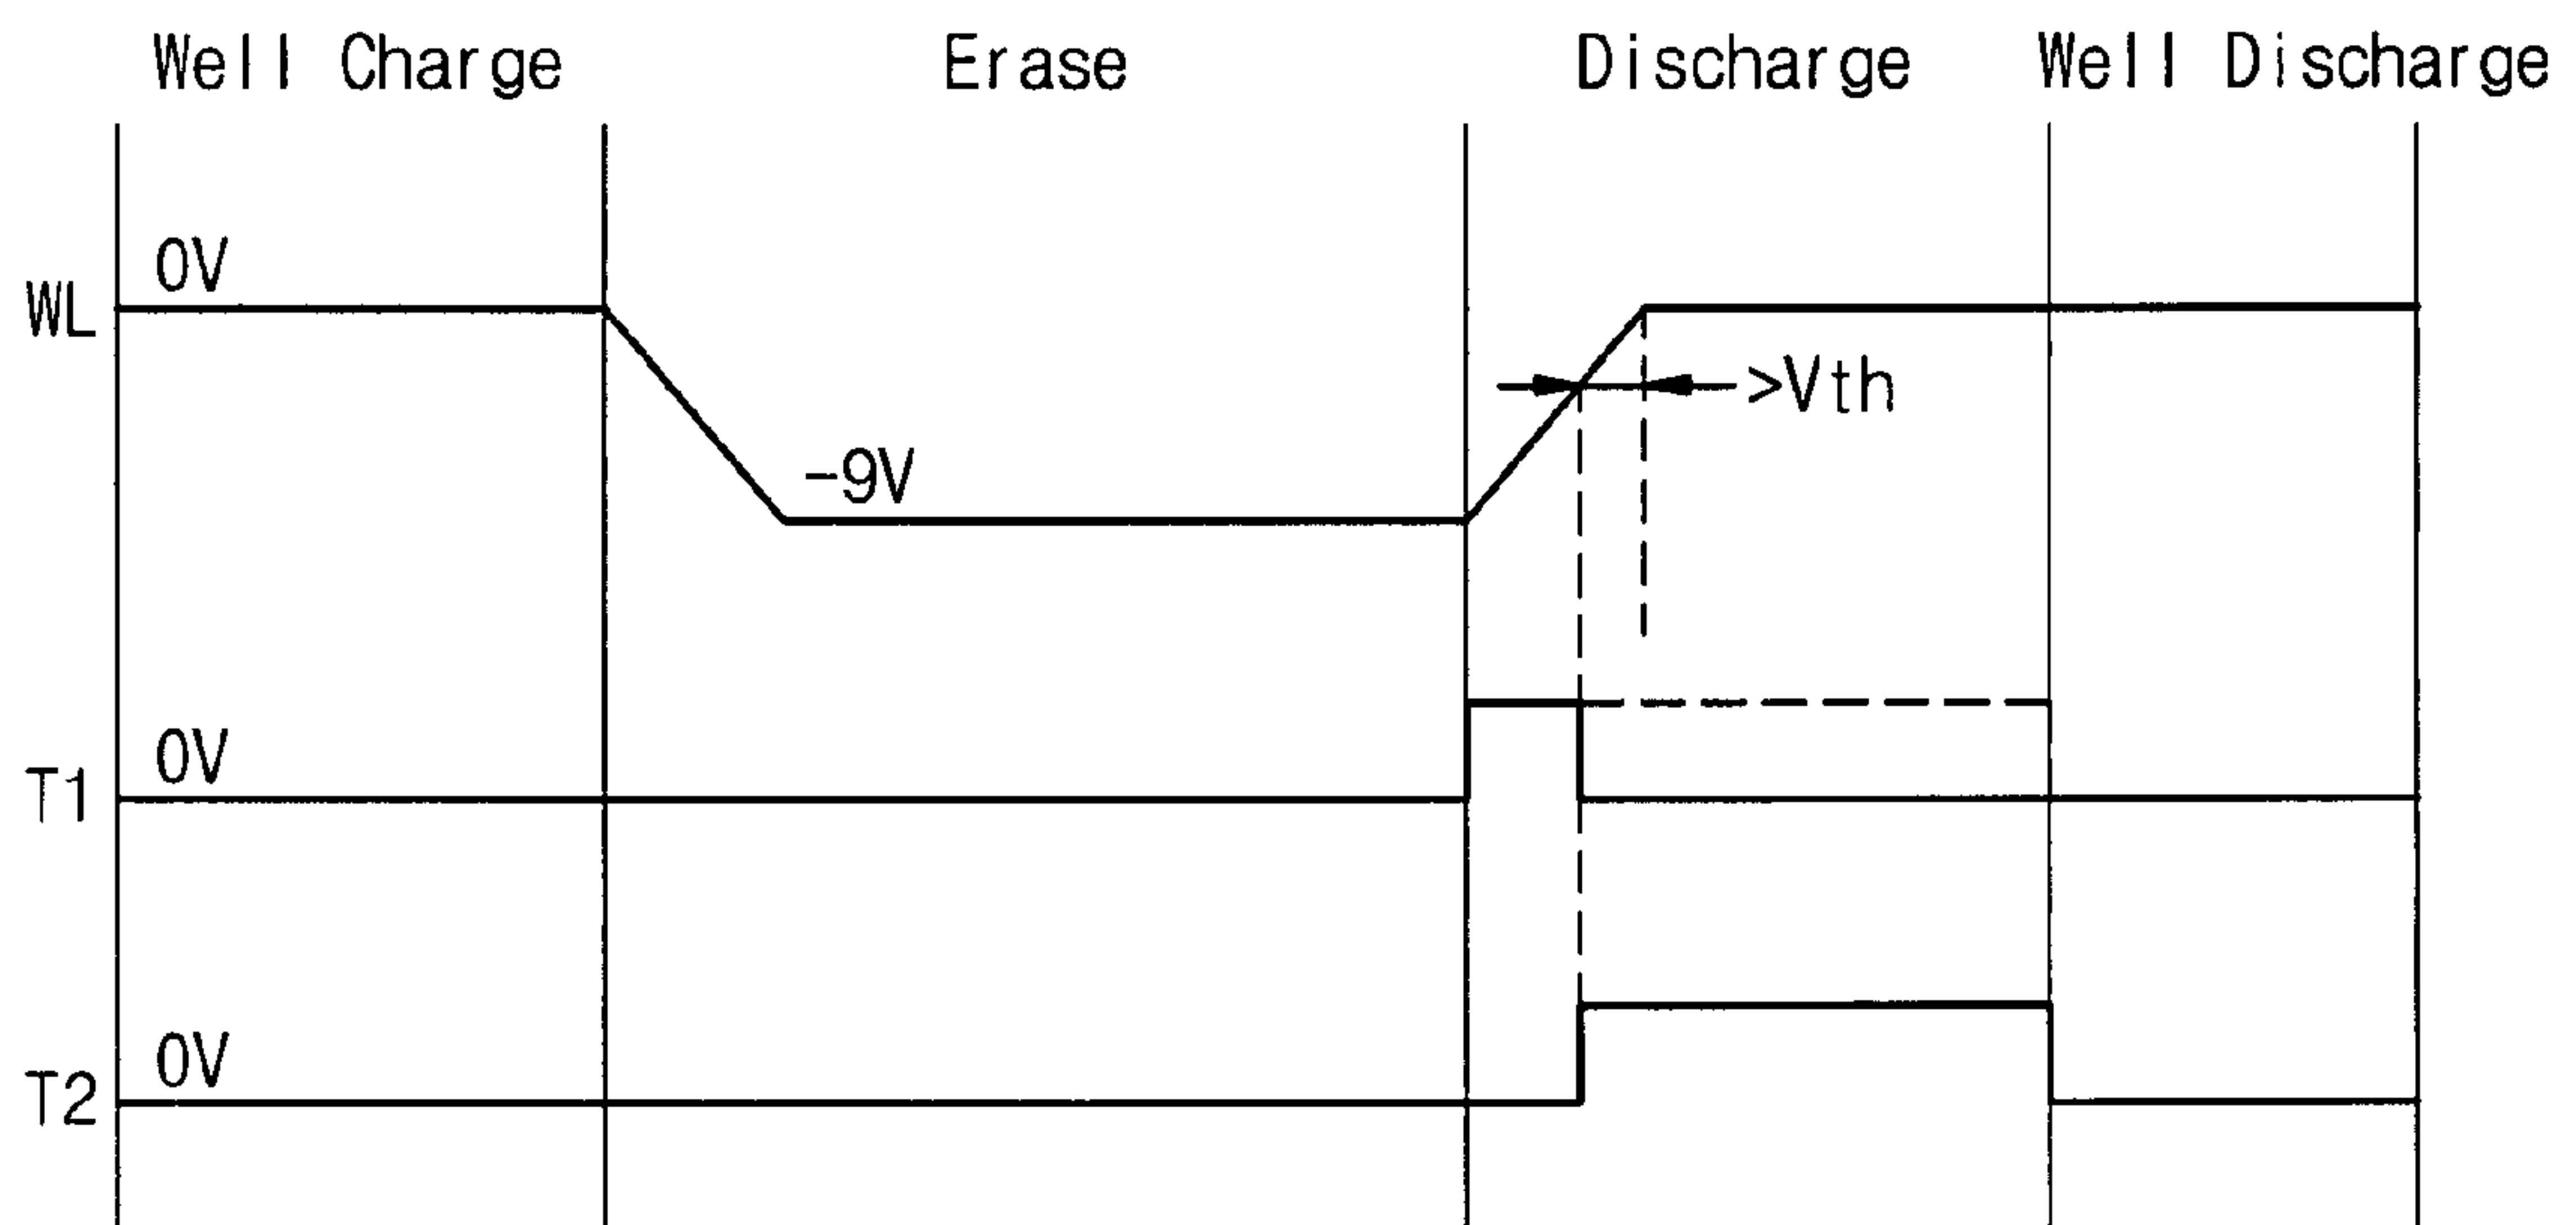 Well Charge Erase Discharge Well Discharge
0V
WL
-9V
>Vth
0V
T1
0V
T2